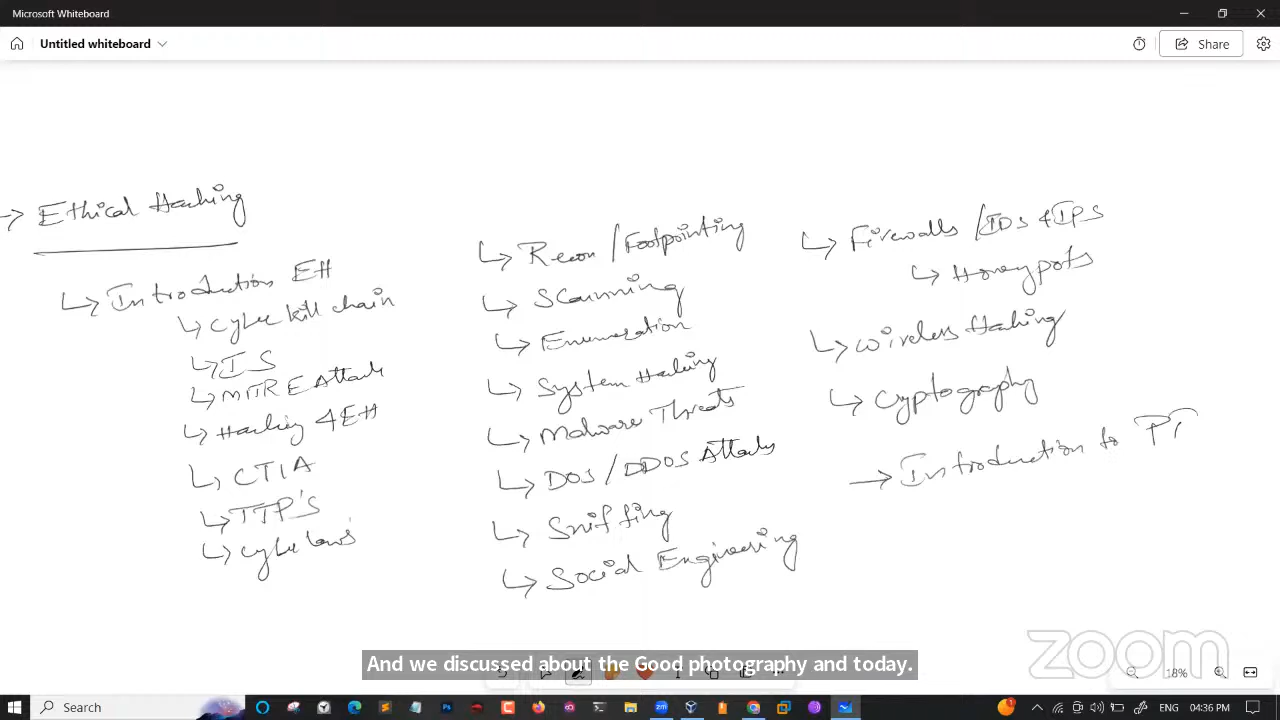 Microsoft Whiteboard
Untitled whiteboard
Share
→ Ethical Hacking
↳ Introduction EH
↳ Cyber kill chain
↳ IS
↳ MITRE Attack
↳ Hacking & EH
↳ CTIA
↳ TTP's
↳ Cyber laws
↳ Recon / Footprinting
↳ Scanning
↳ Enumeration
↳ System Hacking
↳ Malware Threats
↳ DOS / DDOS Attacks
↳ Sniffing
↳ Social Engineering
↳ Firewalls / IDS & IPS
↳ Honeypots
↳ Wireless Hacking
↳ Cryptography
→ Introduction to
zoom
And we discussed about the Good photography and today.
18%
Search
ENG
04:36 PM